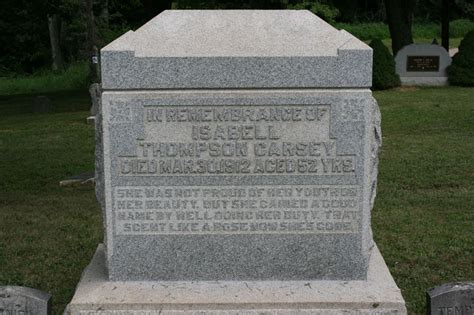 IN REMEMBRANCE OF
ISABELL
THOMPSON CARSEY
DIED MAR.30,1912 AGED 52 YRS.
SHE WAS NOT PROUD OF HER YOUTH OR
HER BEAUTY. BUT SHE GAINED A GOOD
NAME BY WELL DOING HER DUTY. THAT
SCENT LIKE A ROSE NOW SHE'S GONE.